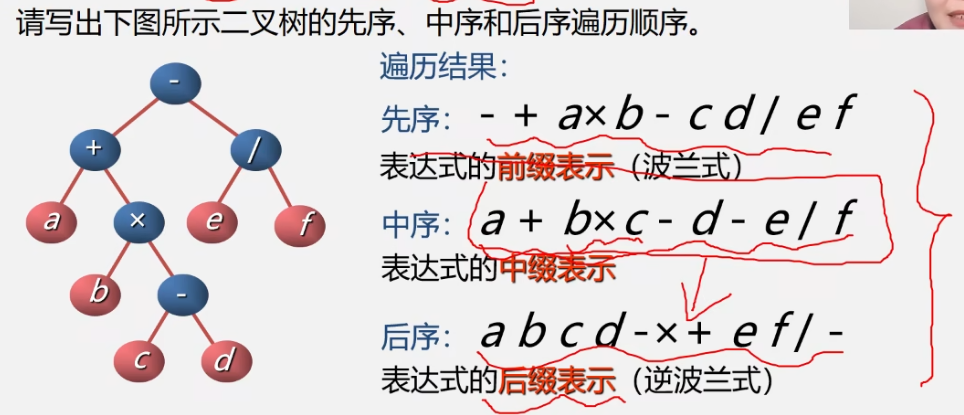 请写出下图所示二叉树的先序、中序和后序遍历顺序。
遍历结果：
先序： - + a×b - c d / e f
表达式的前缀表示（波兰式）
中序： a + b×c - d - e / f
表达式的中缀表示
后序： a b c d -×+ e f / -
表达式的后缀表示（逆波兰式）
-
+ /
a × e f
b -
c d